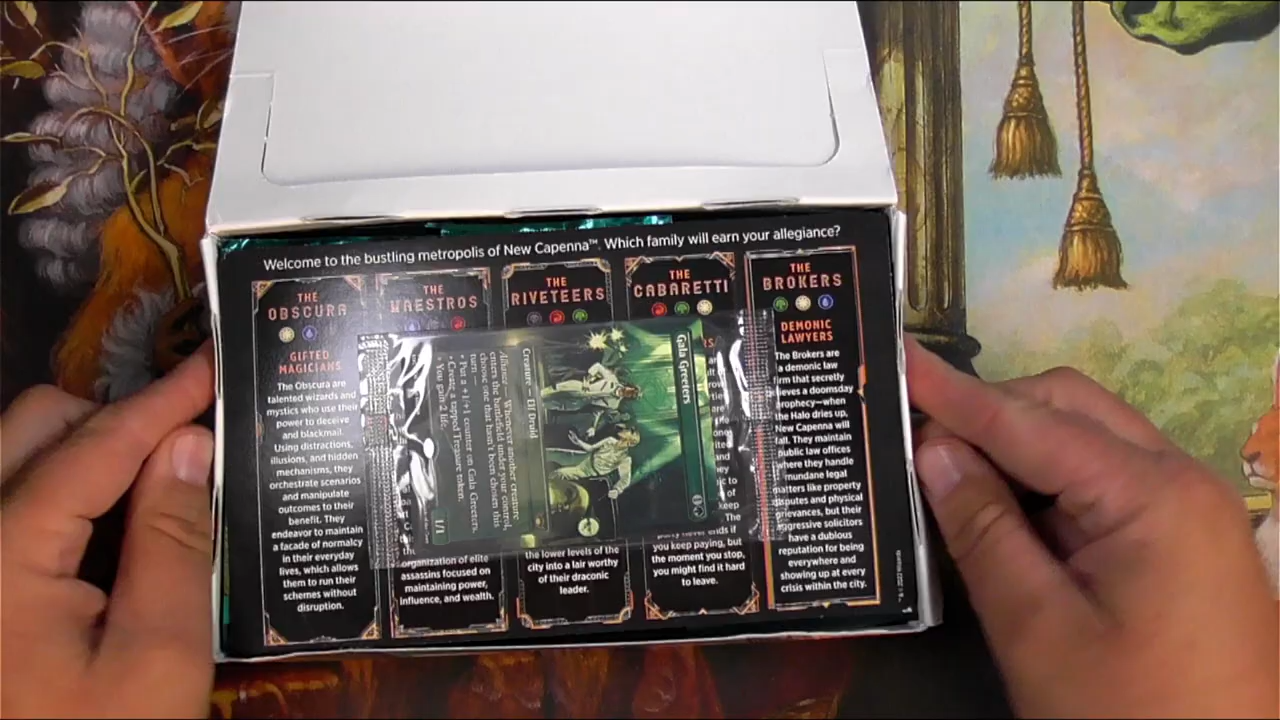 Welcome to the bustling metropolis of New Capenna™. Which family will earn your allegiance?
THE
OBSCURA
GIFTED
MAGICIANS
The Obscura are
talented wizards and
mystics who use their
power to deceive
and blackmail.
Using distractions,
illusions, and hidden
mechanisms, they
orchestrate scenarios
and manipulate
outcomes to their
benefit. They
endeavor to maintain
a facade of normalcy
in their everyday
lives, which allows
them to run their
schemes without
disruption.
THE
MAESTROS
organization of elite
assassins focused on
maintaining power,
influence, and wealth.
THE
RIVETEERS
the lower levels of the
city into a lair worthy
of their draconic
leader.
THE
CABARETTI
of
keep
The
party never ends if
you keep paying, but
the moment you stop,
you might find it hard
to leave.
THE
BROKERS
DEMONIC
LAWYERS
The Brokers are
a demonic law
firm that secretly
believes a doomsday
prophecy—when
the Halo dries up,
New Capenna will
fall. They maintain
public law offices
where they handle
mundane legal
matters like property
disputes and physical
grievances, but their
aggressive solicitors
have a dubious
reputation for being
everywhere and
showing up at every
crisis within the city.
Gala Greeters
Creature — Elf Druid
Alliance — Whenever another creature
enters the battlefield under your control,
choose one that hasn't been chosen this
turn —
• Put a +1/+1 counter on Gala Greeters.
• Create a tapped Treasure token.
• You gain 2 life.
1/1